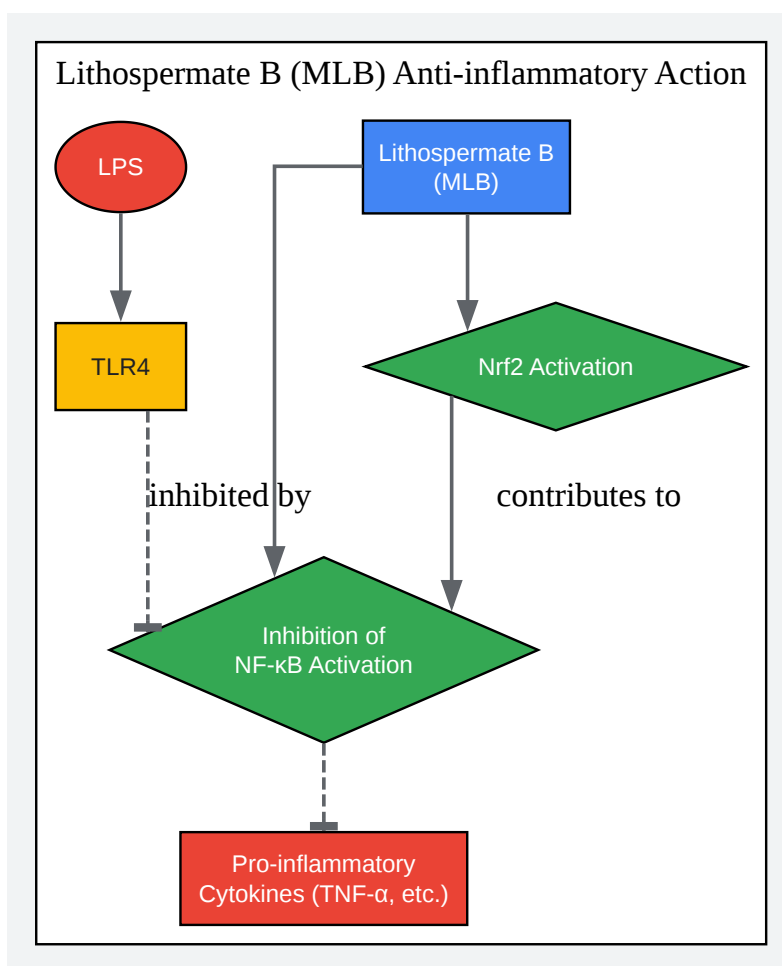 Lithospermate B (MLB) Anti-inflammatory Action
LPS
Lithospermate B
(MLB)
TLR4
Nrf2 Activation
inhibited by
contributes to
Inhibition of
NF-κB Activation
Pro-inflammatory
Cytokines (TNF-α, etc.)